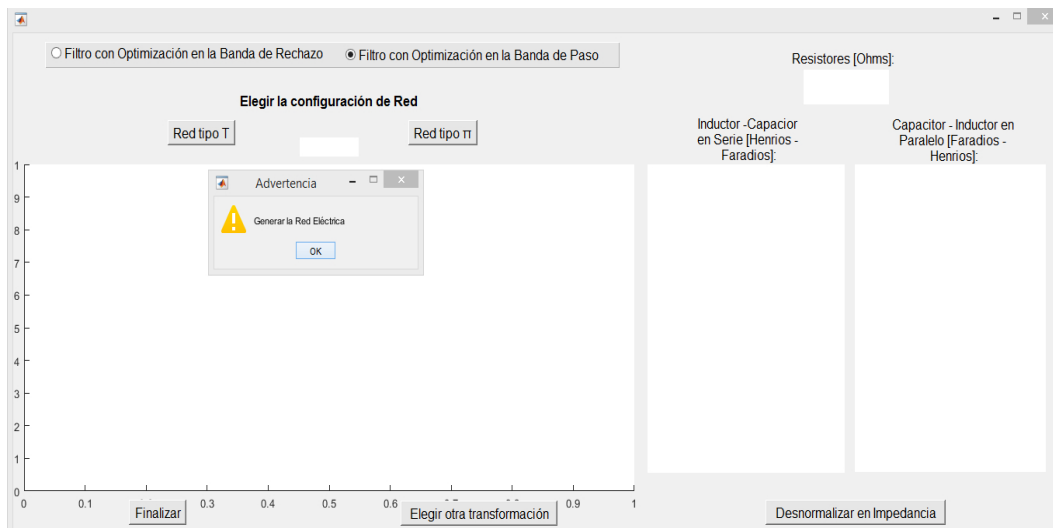 Filtro con Optimización en la Banda de Rechazo
Filtro con Optimización en la Banda de Paso
Resistores [Ohms]:
Elegir la configuración de Red
Red tipo T
Red tipo π
Inductor -Capacior
en Serie [Henrios -
Faradios]:
Capacitor - Inductor en
Paralelo [Faradios -
Henrios]:
Advertencia
Generar la Red Eléctrica
OK
1
9
8
7
6
5
4
3
2
1
0
0
0.1
0.3
0.4
0.5
0.6
0.8
0.9
1
Finalizar
Elegir otra transformación
Desnormalizar en Impedancia